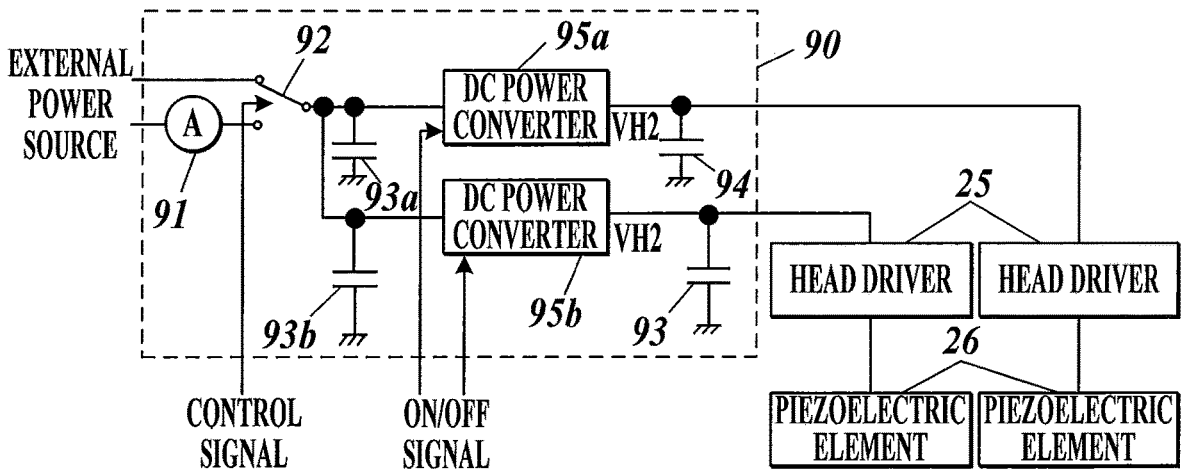 92
95a
90
EXTERNAL
POWER
SOURCE
A
DC POWER
CONVERTER
VH2
91
93a
94
25
DC POWER
CONVERTER
VH2
HEAD DRIVER
HEAD DRIVER
93b
95b
93
26
CONTROL
SIGNAL
ON/OFF
SIGNAL
PIEZOELECTRIC
ELEMENT
PIEZOELECTRIC
ELEMENT